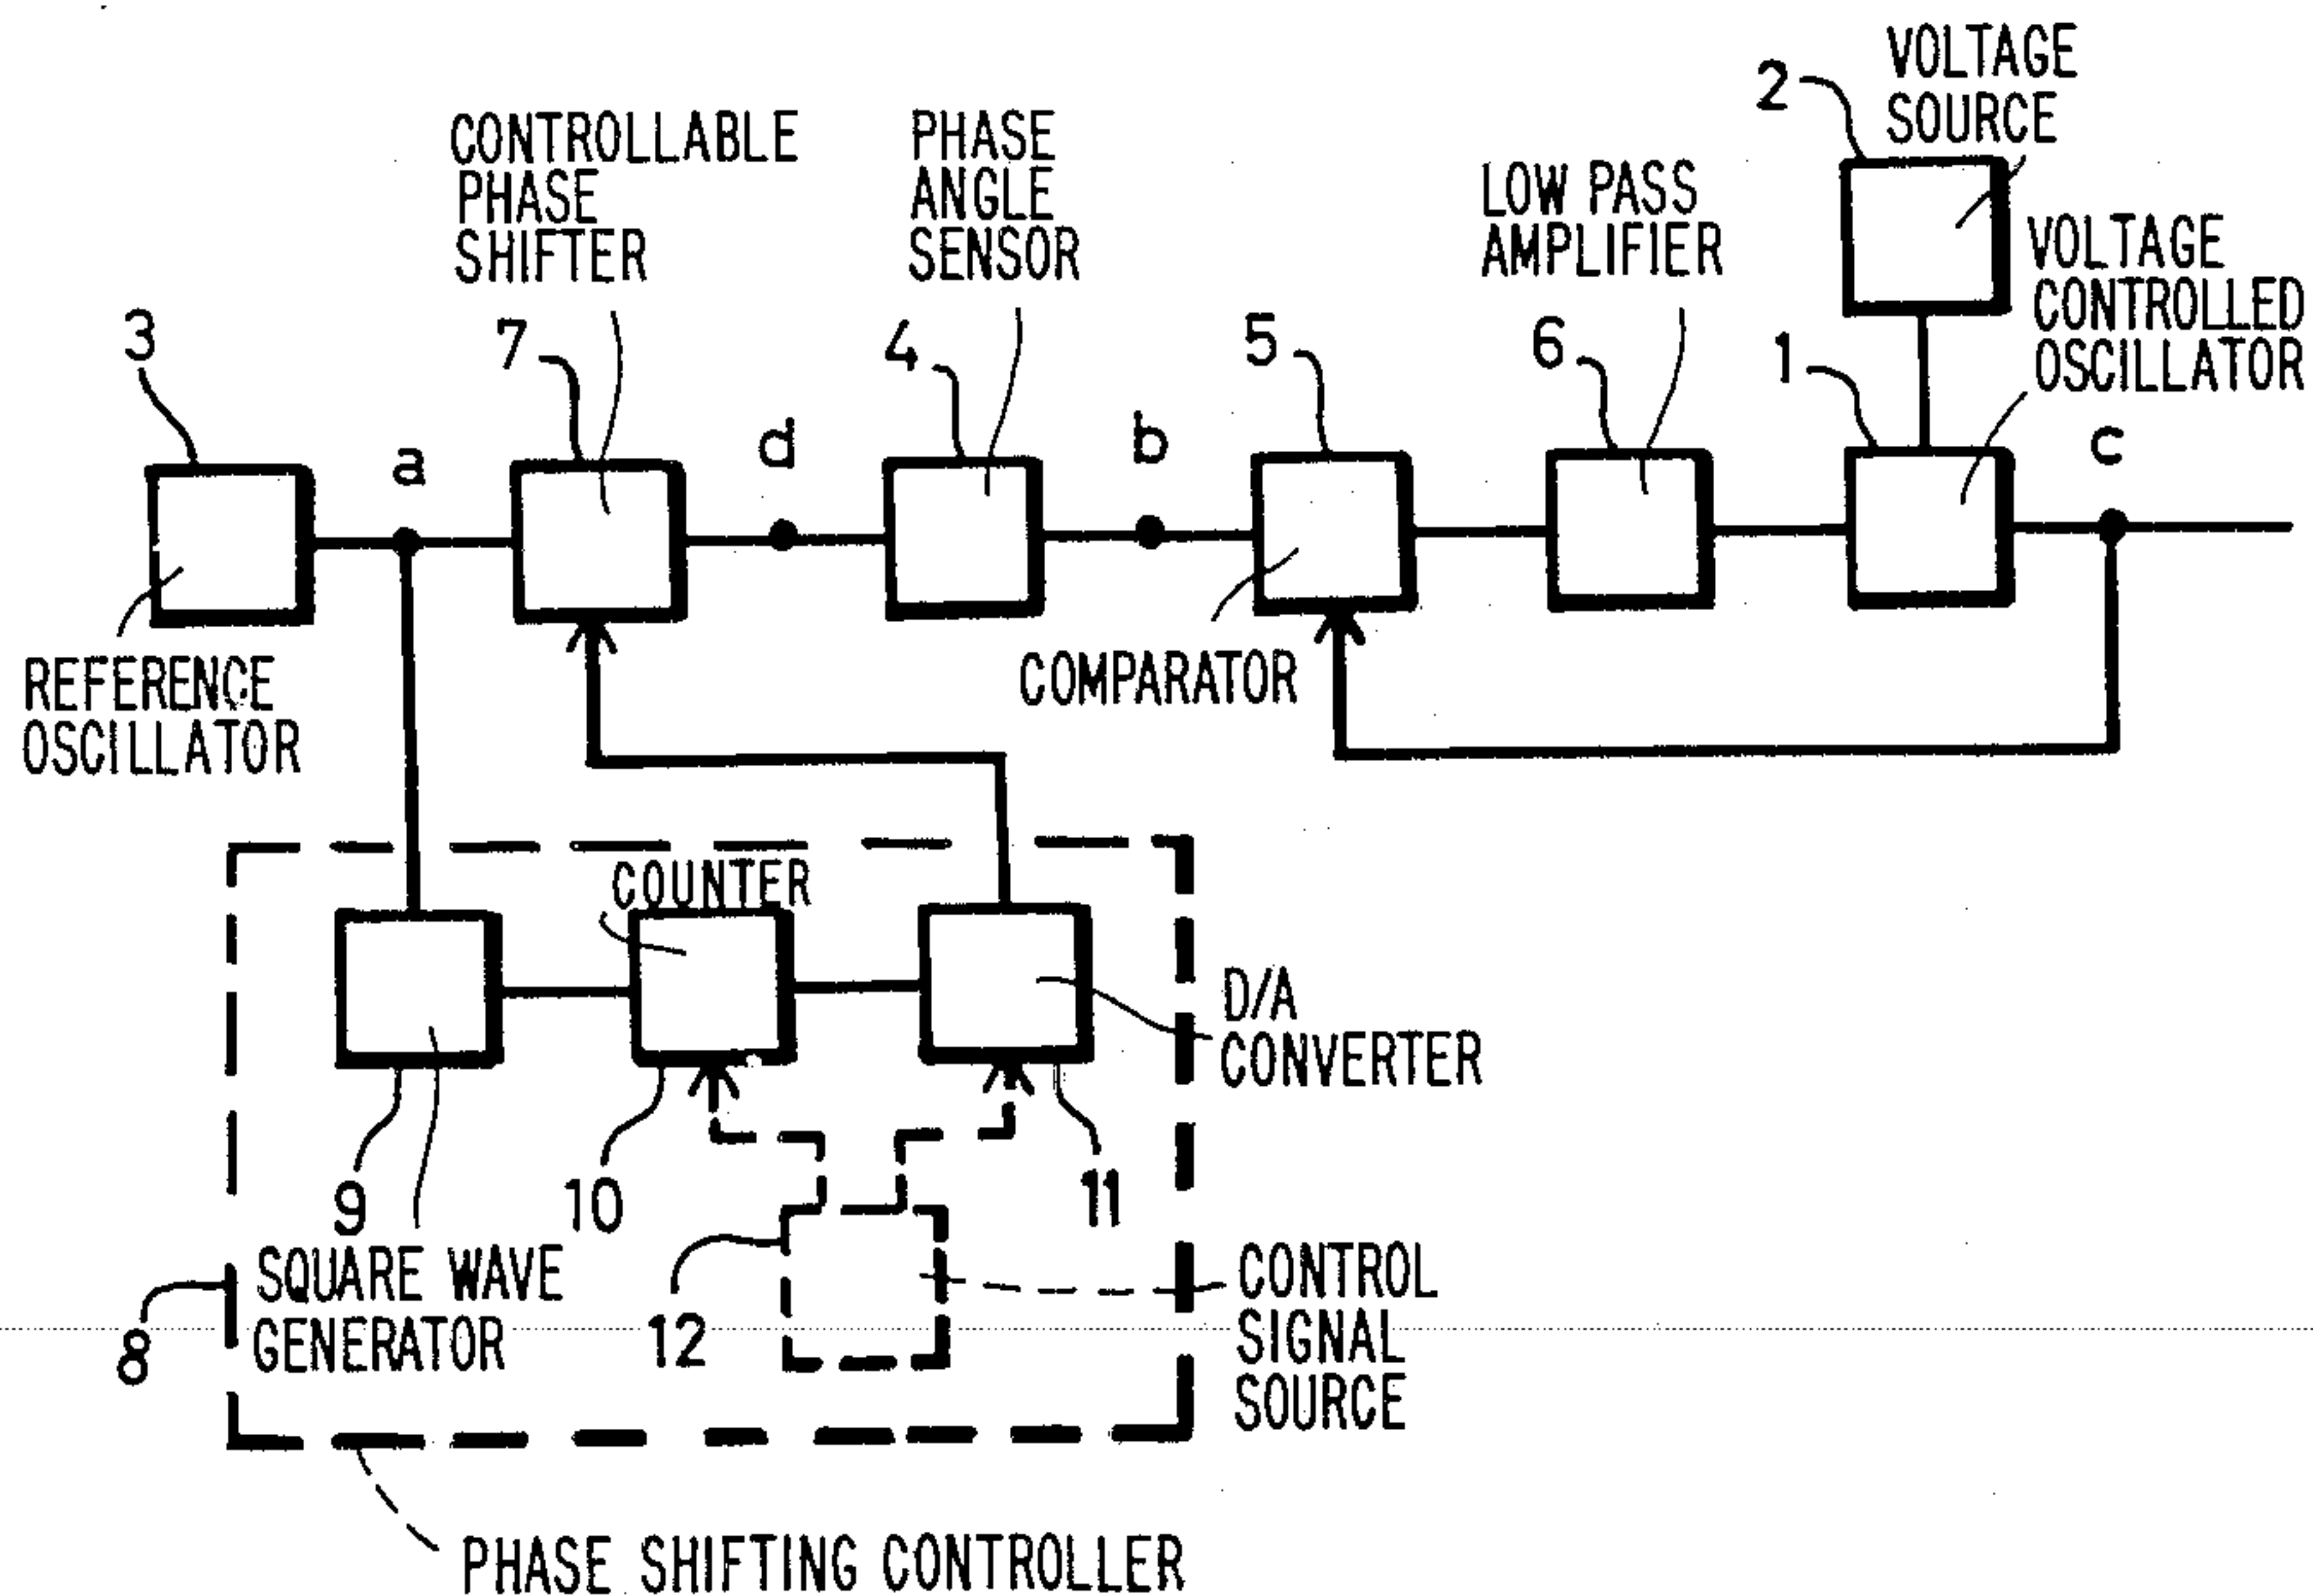 VOLTAGE
SOURCE
2
CONTROLLABLE
PHASE
SHIFTER
PHASE
ANGLE
SENSOR
LOW PASS
AMPLIFIER
VOLTAGE
CONTROLLED
OSCILLATOR
3
7
4
5
6
1
a
d
b
c
REFERENCE
OSCILLATOR
COMPARATOR
COUNTER
D/A
CONVERTER
9
10
11
SQUARE WAVE
GENERATOR
8
12
CONTROL
SIGNAL
SOURCE
PHASE SHIFTING CONTROLLER